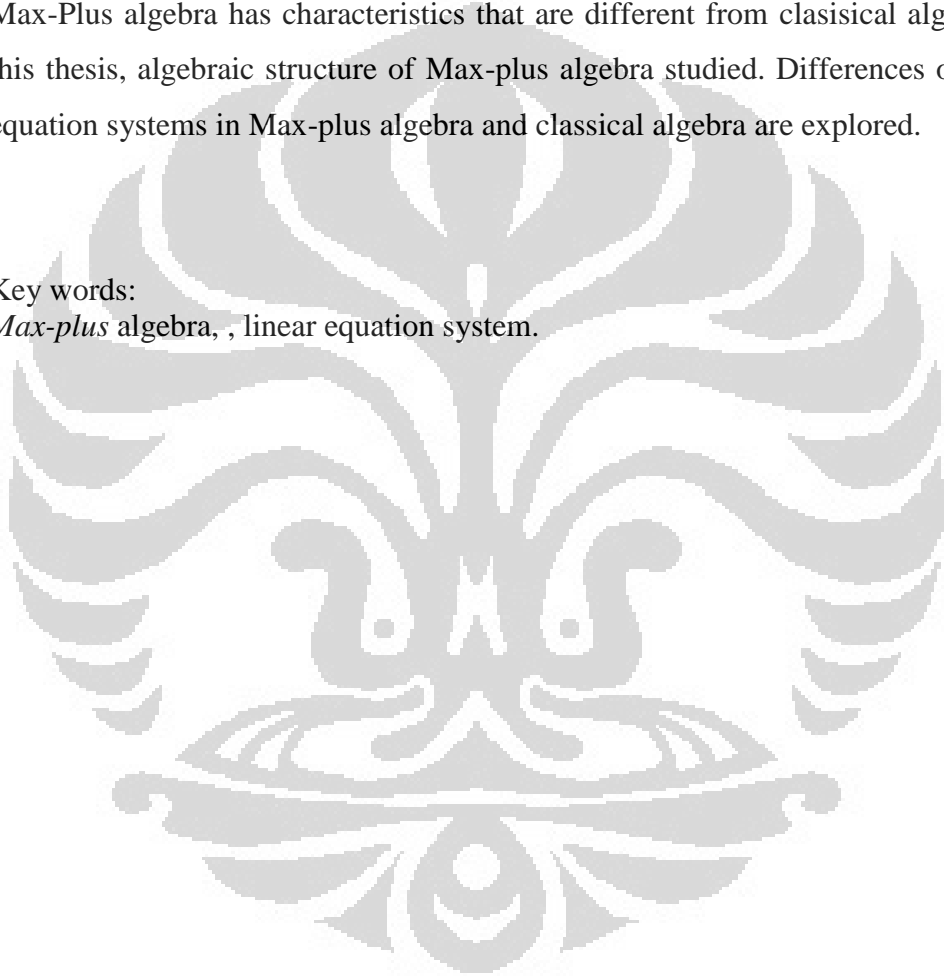 Max-Plus algebra has characteristics that are different from clasisical alg
this thesis, algebraic structure of Max-plus algebra studied. Differences o
equation systems in Max-plus algebra and classical algebra are explored.
Key words:
Max-plus algebra, , linear equation system.